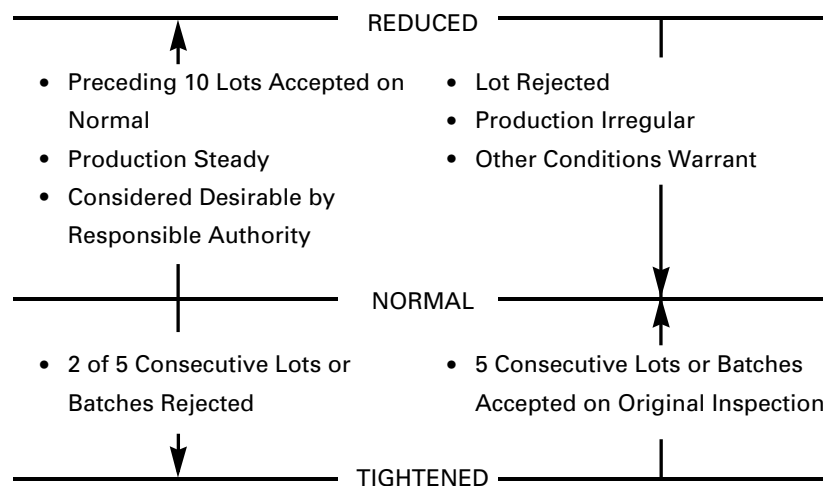 REDUCED
• Preceding 10 Lots Accepted on
Normal
• Production Steady
• Considered Desirable by
Responsible Authority
• Lot Rejected
• Production Irregular
• Other Conditions Warrant
NORMAL
• 2 of 5 Consecutive Lots or
Batches Rejected
• 5 Consecutive Lots or Batches
Accepted on Original Inspection
TIGHTENED